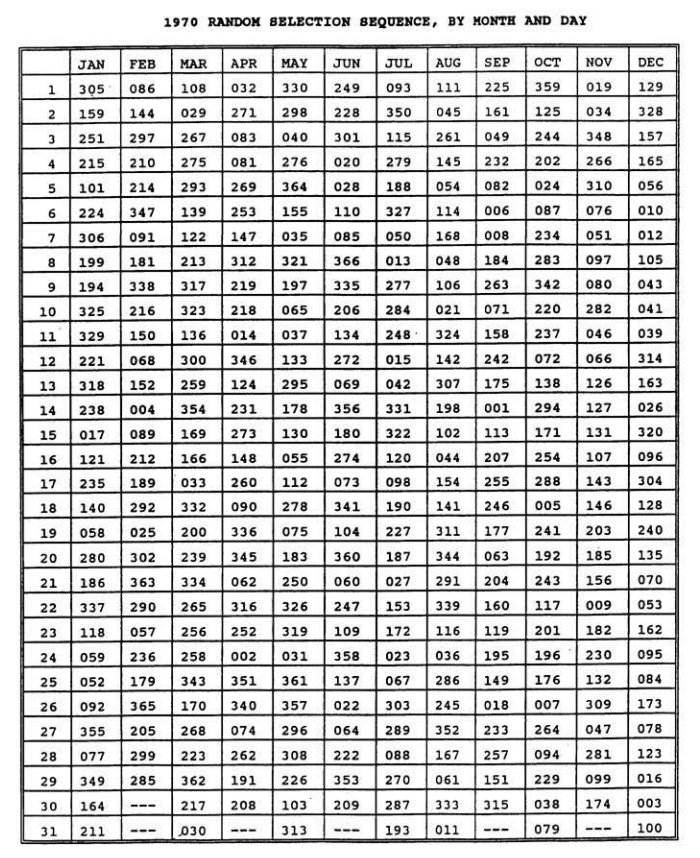 1970 RANDOM SELECTION SEQUENCE, BY MONTH AND DAY
JAN FEB MAR APR MAY JUN JUL AUG SEP OCT NOV DEC
1 305 086 108 032 330 249 093 111 225 359 019 129
2 159 144 029 271 298 228 350 045 161 125 034 328
3 251 297 267 083 040 301 115 261 049 244 348 157
4 215 210 275 081 276 020 279 145 232 202 266 165
5 101 214 293 269 364 028 188 054 082 024 310 056
6 224 347 139 253 155 110 327 114 006 087 076 010
7 306 091 122 147 035 085 050 168 008 234 051 012
8 199 181 213 312 321 366 013 048 184 283 097 105
9 194 338 317 219 197 335 277 106 263 342 080 043
10 325 216 323 218 065 206 284 021 071 220 282 041
11 329 150 136 014 037 134 248 324 158 237 046 039
12 221 068 300 346 133 272 015 142 242 072 066 314
13 318 152 259 124 295 069 042 307 175 138 126 163
14 238 004 354 231 178 356 331 198 001 294 127 026
15 017 089 169 273 130 180 322 102 113 171 131 320
16 121 212 166 148 055 274 120 044 207 254 107 096
17 235 189 033 260 112 073 098 154 255 288 143 304
18 140 292 332 090 278 341 190 141 246 005 146 128
19 058 025 200 336 075 104 227 311 177 241 203 240
20 280 302 239 345 183 360 187 344 063 192 185 135
21 186 363 334 062 250 060 027 291 204 243 156 070
22 337 290 265 316 326 247 153 339 160 117 009 053
23 118 057 256 252 319 109 172 116 119 201 182 162
24 059 236 258 002 031 358 023 036 195 196 230 095
25 052 179 343 351 361 137 067 286 149 176 132 084
26 092 365 170 340 357 022 303 245 018 007 309 173
27 355 205 268 074 296 064 289 352 233 264 047 078
28 077 299 223 262 308 222 088 167 257 094 281 123
29 349 285 362 191 226 353 270 061 151 229 099 016
30 164 --- 217 208 103 209 287 333 315 038 174 003
31 211 --- 030 --- 313 --- 193 011 --- 079 --- 100